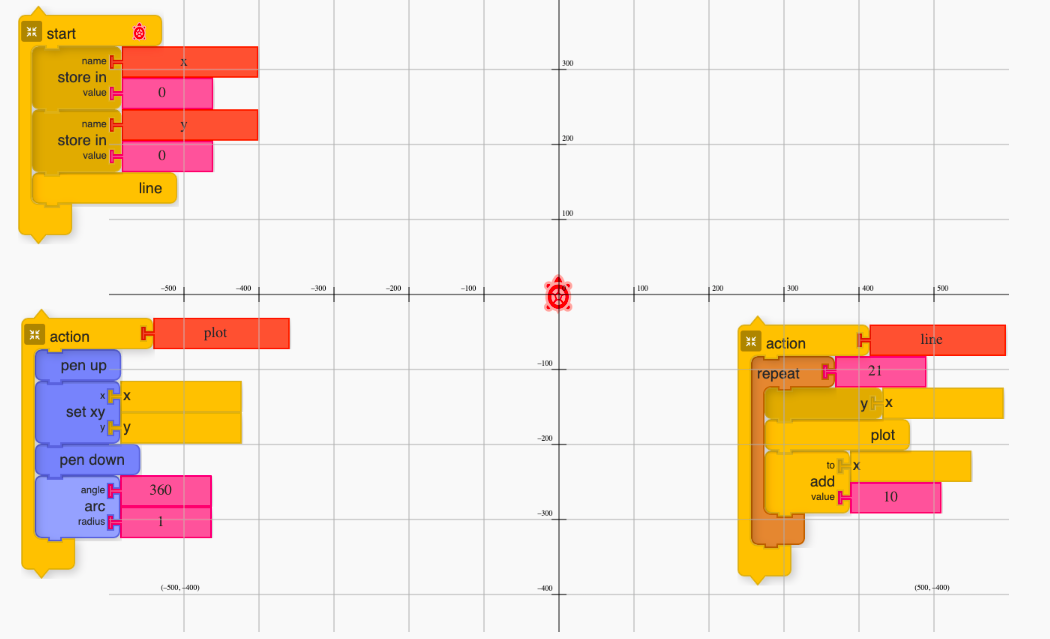 start
name x
store in
value 0
name y
store in
value 0
line
300
200
100
-500 -400 -300 -200 -100 100 200 300 400 500
-100
-200
-300
-400
(-500, -400) (500, -400)
action plot
pen up
x x
set xy
y y
pen down
angle 360
arc
radius 1
action line
repeat 21
y x
plot
to x
add
value 10